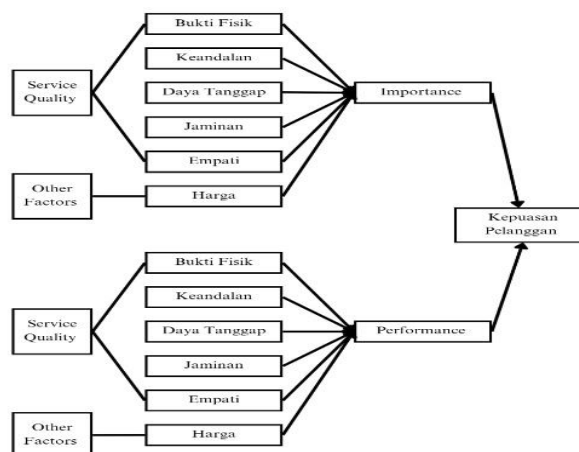 Bukti Fisik
Keandalan
Service
Quality
Daya Tanggap
Importance
Jaminan
Empati
Other
Factors
Harga
Kepuasan
Pelanggan
Bukti Fisik
Keandalan
Service
Quality
Daya Tanggap
Performance
Jaminan
Empati
Other
Factors
Harga